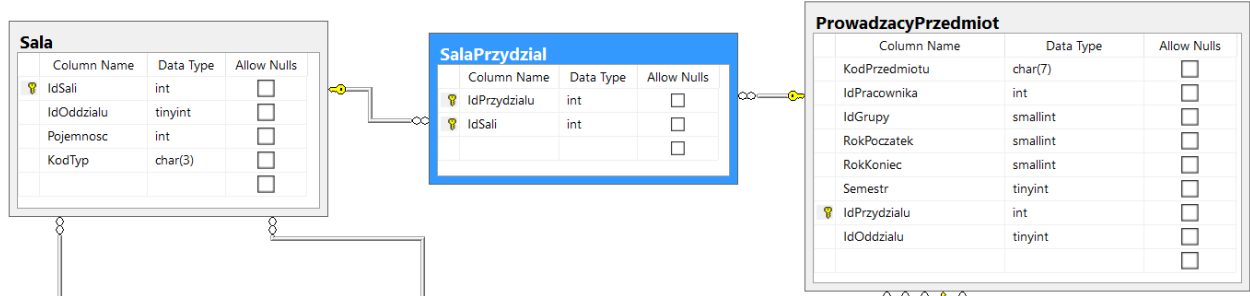 Sala
Column Name Data Type Allow Nulls
IdSali int
IdOddzialu tinyint
Pojemnosc int
KodTyp char(3)
SalaPrzydzial
Column Name Data Type Allow Nulls
IdPrzydzialu int
IdSali int
ProwadzacyPrzedmiot
Column Name Data Type Allow Nulls
KodPrzedmiotu char(7)
IdPracownika int
IdGrupy smallint
RokPoczatek smallint
RokKoniec smallint
Semestr tinyint
IdPrzydzialu int
IdOddzialu tinyint